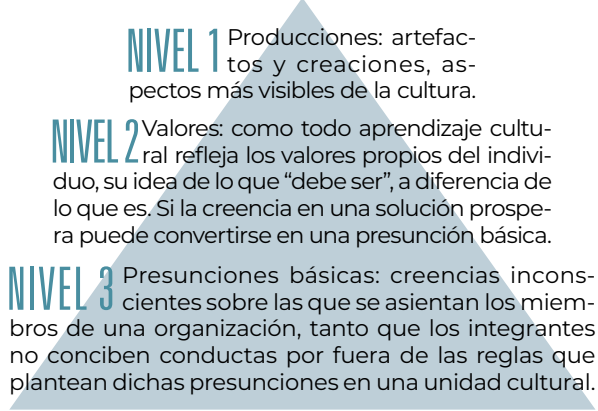 NIVEL 1 Producciones: artefac-
tos y creaciones, as-
pectos más visibles de la cultura.
NIVEL 2 Valores: como todo aprendizaje cultu-
ral refleja los valores propios del indivi-
duo, su idea de lo que “debe ser”, a diferencia de
lo que es. Si la creencia en una solución prospe-
ra puede convertirse en una presunción básica.
NIVEL 3 Presunciones básicas: creencias incons-
cientes sobre las que se asientan los miem-
bros de una organización, tanto que los integrantes
no conciben conductas por fuera de las reglas que
plantean dichas presunciones en una unidad cultural.